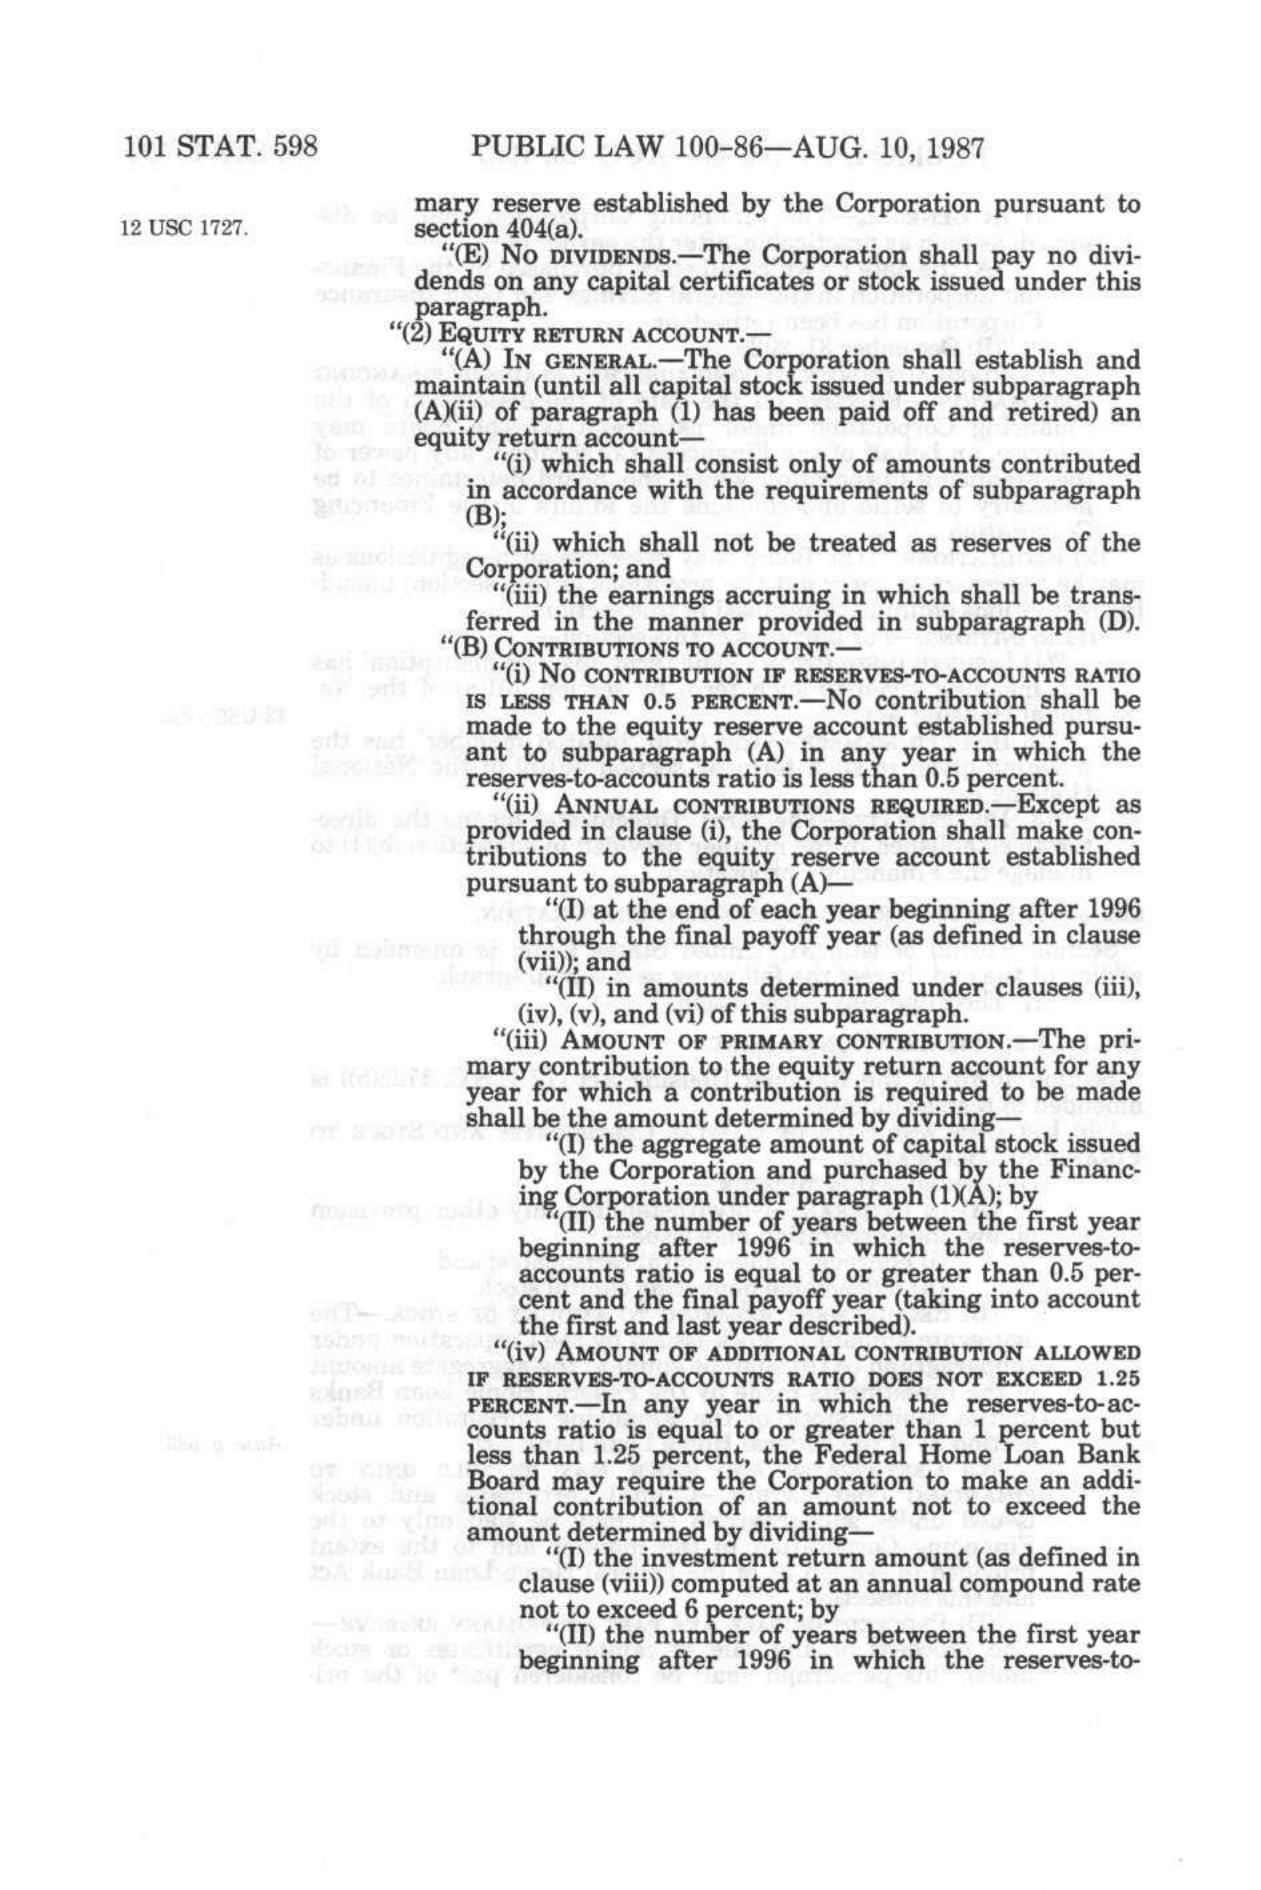 101 STAT. 598 PUBLIC LAW 100-86—AUG. 10, 1987
mary reserve established by the Corporation pursuant to
12 USC 1727. section 404(a).
"(E) NO DIVIDENDS.—The Corporation shall pay no divi-
dends on any capital certificates or stock issued under this
paragraph.
"(2) EQUITY RETURN ACCOUNT.—
"(A) IN GENERAL.—The Corporation shall establish and
maintain (until all capital stock issued under subparagraph
(A)(ii) of paragraph (1) has been paid off and retired) an
equity return account—
"(i) which shall consist only of amounts contributed
in accordance with the requirements of subparagraph
(B);
"(ii) which shall not be treated as reserves of the
Corporation; and
"(iii) the earnings accruing in which shall be trans-
ferred in the manner provided in subparagraph (D).
"(B) CONTRIBUTIONS TO ACCOUNT.—
"(i) NO CONTRIBUTION IF RESERVES-TO-ACCOUNTS RATIO
IS LESS THAN 0.5 PERCENT.—No contribution shall be
made to the equity reserve account established pursu-
ant to subparagraph (A) in any year in which the
reserves-to-accounts ratio is less than 0.5 percent.
"(ii) ANNUAL CONTRIBUTIONS REQUIRED.—Except as
provided in clause (i), the Corporation shall make con-
tributions to the equity reserve account established
pursuant to subparagraph (A)—
"(I) at the end of each year beginning after 1996
through the final payoff year (as defined in clause
(vii)); and
"(II) in amounts determined under clauses (iii),
(iv), (v), and (vi) of this subparagraph.
"(iii) AMOUNT OF PRIMARY CONTRIBUTION.—The pri-
mary contribution to the equity return account for any
year for which a contribution is required to be made
shall be the amount determined by dividing—
"(I) the aggregate amount of capital stock issued
by the Corporation and purchased by the Financ-
ing Corporation under paragraph (1)(A); by
"(II) the number of years between the first year
beginning after 1996 in which the reserves-to-
accounts ratio is equal to or greater than 0.5 per-
cent and the final payoff year (taking into account
the first and last year described).
"(iv) AMOUNT OF ADDITIONAL CONTRIBUTION ALLOWED
IF RESERVES-TO-ACCOUNTS RATIO DOES NOT EXCEED 1.25
PERCENT.—In any year in which the reserves-to-ac-
counts ratio is equal to or greater than 1 percent but
less than 1.25 percent, the Federal Home Loan Bank
Board may require the Corporation to make an addi-
tional contribution of an amount not to exceed the
amount determined by dividing—
"(I) the investment return amount (as defined in
clause (viii)) computed at an annual compound rate
not to exceed 6 percent; by
"(II) the number of years between the first year
beginning after 1996 in which the reserves-to-